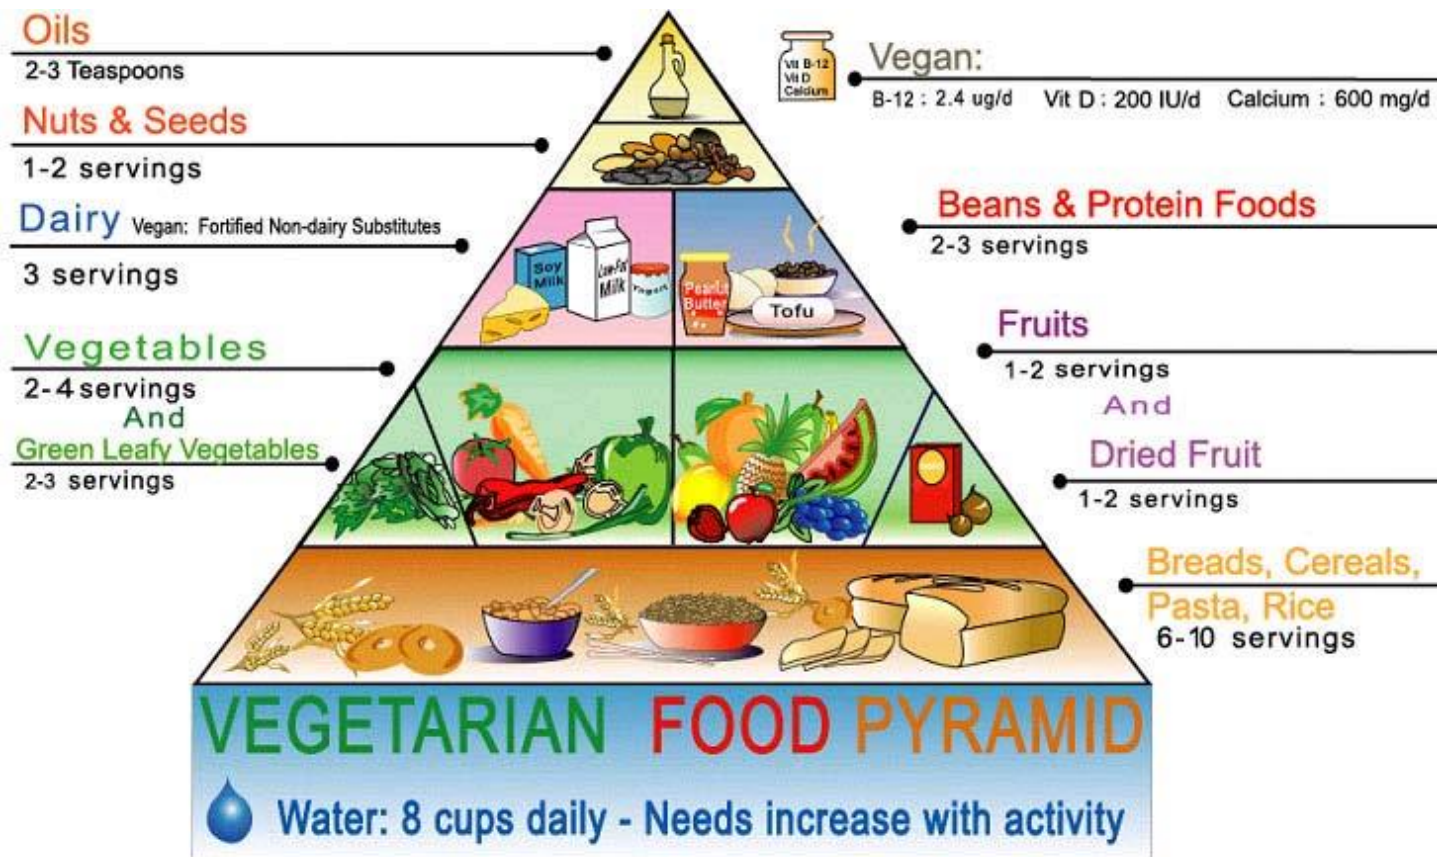 Oils
2-3 Teaspoons
Nuts & Seeds
1-2 servings
Dairy Vegan: Fortified Non-dairy Substitutes
3 servings
Vegetables
2-4 servings
And
Green Leafy Vegetables
2-3 servings
Vit B-12
Vit D
Calcium
Vegan:
B-12 : 2.4 ug/d Vit D : 200 IU/d Calcium : 600 mg/d
Beans & Protein Foods
2-3 servings
Fruits
1-2 servings
And
Dried Fruit
1-2 servings
Breads, Cereals,
Pasta, Rice
6-10 servings
Soy
Milk
Low-Fat
Milk
Yogurt
Peanut
Butter
Tofu
VEGETARIAN FOOD PYRAMID
Water: 8 cups daily - Needs increase with activity